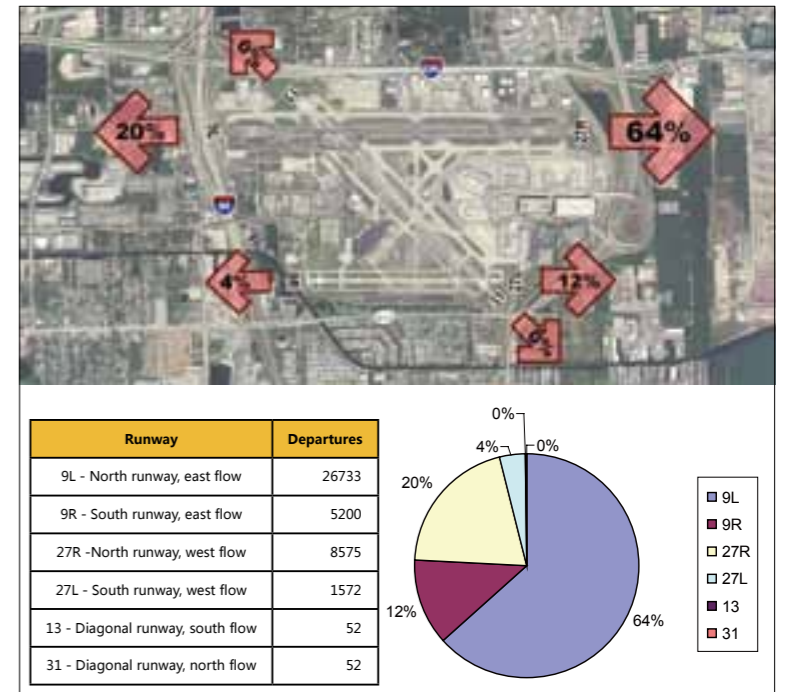 0%
20%
64%
4%
12%
0%
Runway Departures
9L - North runway, east flow 26733
9R - South runway, east flow 5200
27R -North runway, west flow 8575
27L - South runway, west flow 1572
13 - Diagonal runway, south flow 52
31 - Diagonal runway, north flow 52
0%
4%
0%
20%
12%
64%
9L
9R
27R
27L
13
31